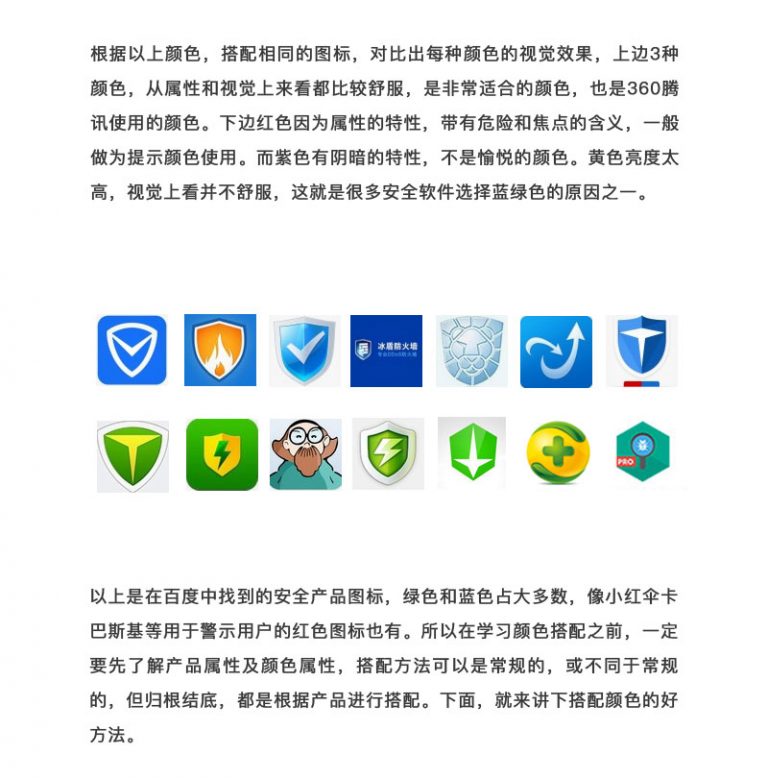 根据以上颜色，搭配相同的图标，对比出每种颜色的视觉效果，上边3种
颜色，从属性和视觉上来看都比较舒服，是非常适合的颜色，也是360腾
讯使用的颜色。下边红色因为属性的特性，带有危险和焦点的含义，一般
做为提示颜色使用。而紫色有阴暗的特性，不是愉悦的颜色。黄色亮度太
高，视觉上看并不舒服，这就是很多安全软件选择蓝绿色的原因之一。
冰盾防火墙
专业DDoS防火墙
PRO
以上是在百度中找到的安全产品图标，绿色和蓝色占大多数，像小红伞卡
巴斯基等用于警示用户的红色图标也有。所以在学习颜色搭配之前，一定
要先了解产品属性及颜色属性，搭配方法可以是常规的，或不同于常规
的，但归根结底，都是根据产品进行搭配。下面，就来讲下搭配颜色的好
方法。